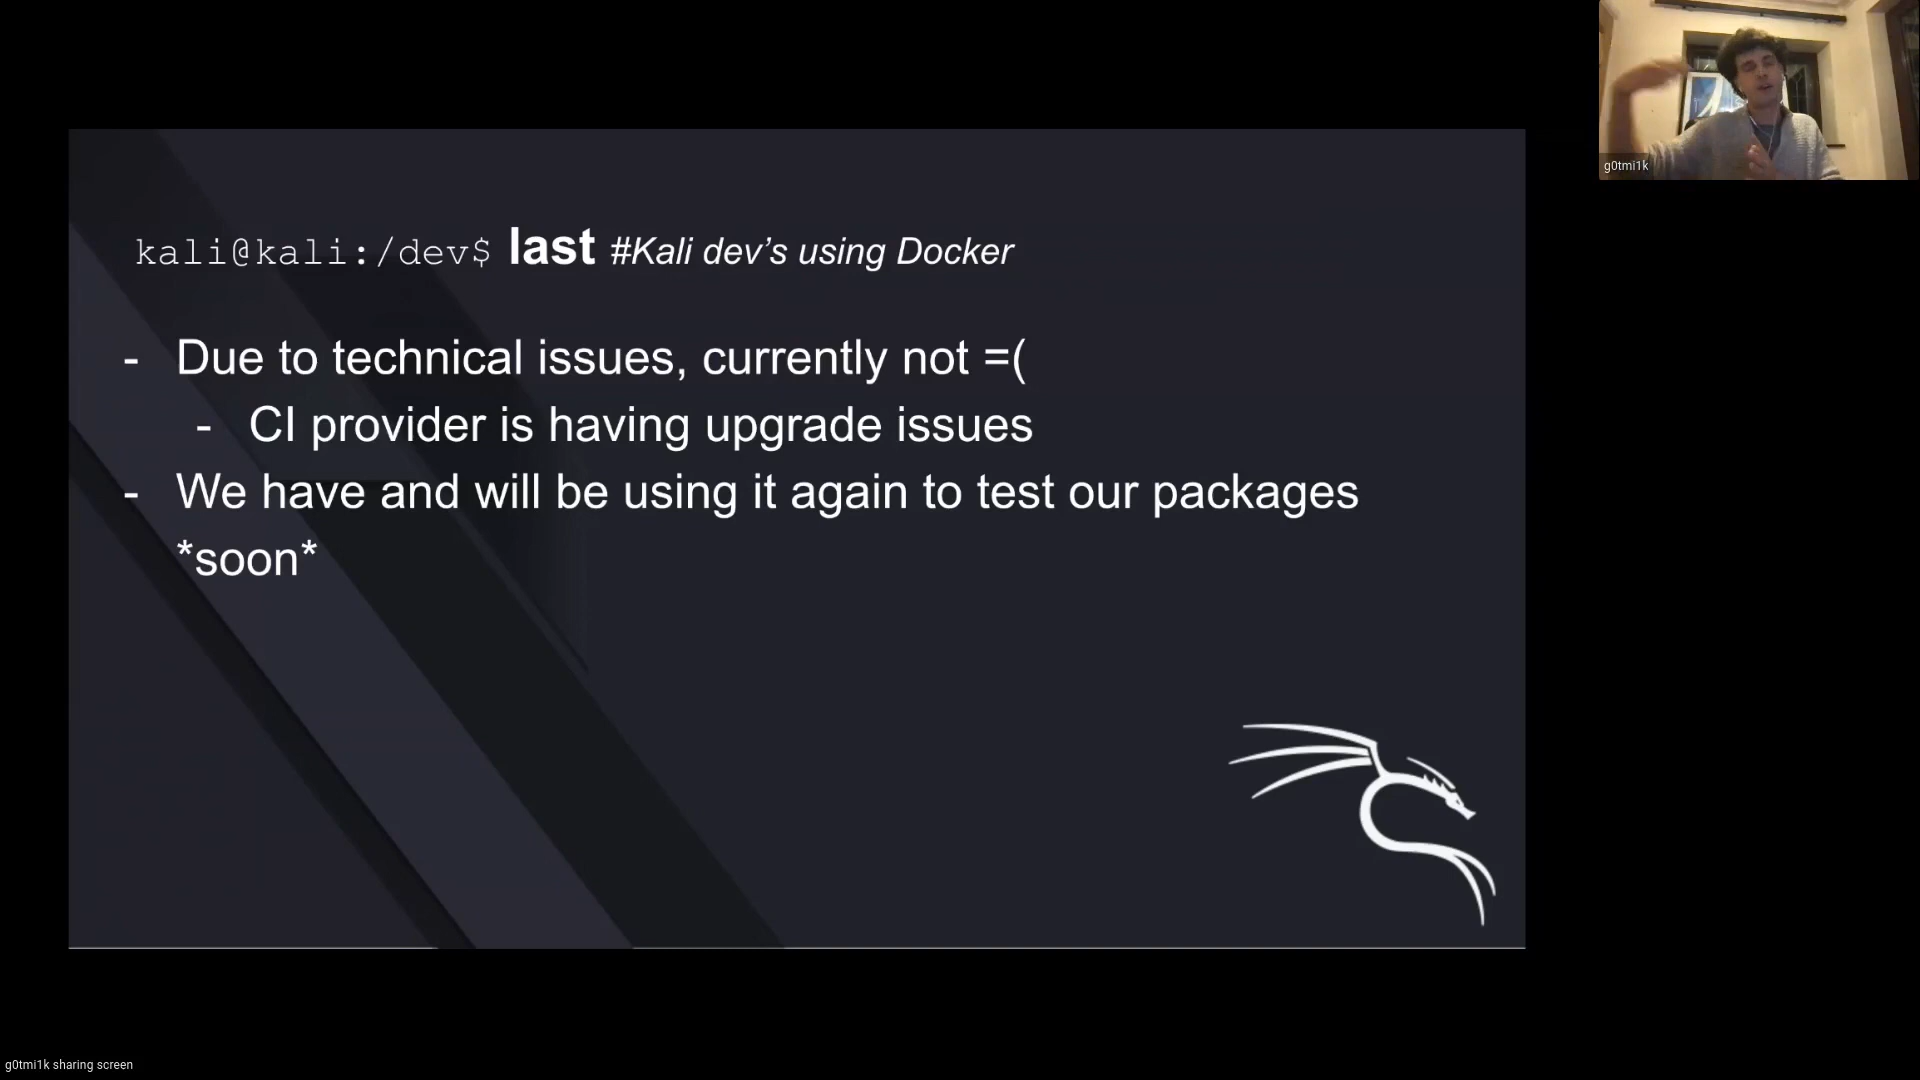 g0tmi1k
kali@kali:/dev$ last #Kali dev’s using Docker
- Due to technical issues, currently not =(
- CI provider is having upgrade issues
- We have and will be using it again to test our packages
*soon*
g0tmi1k sharing screen